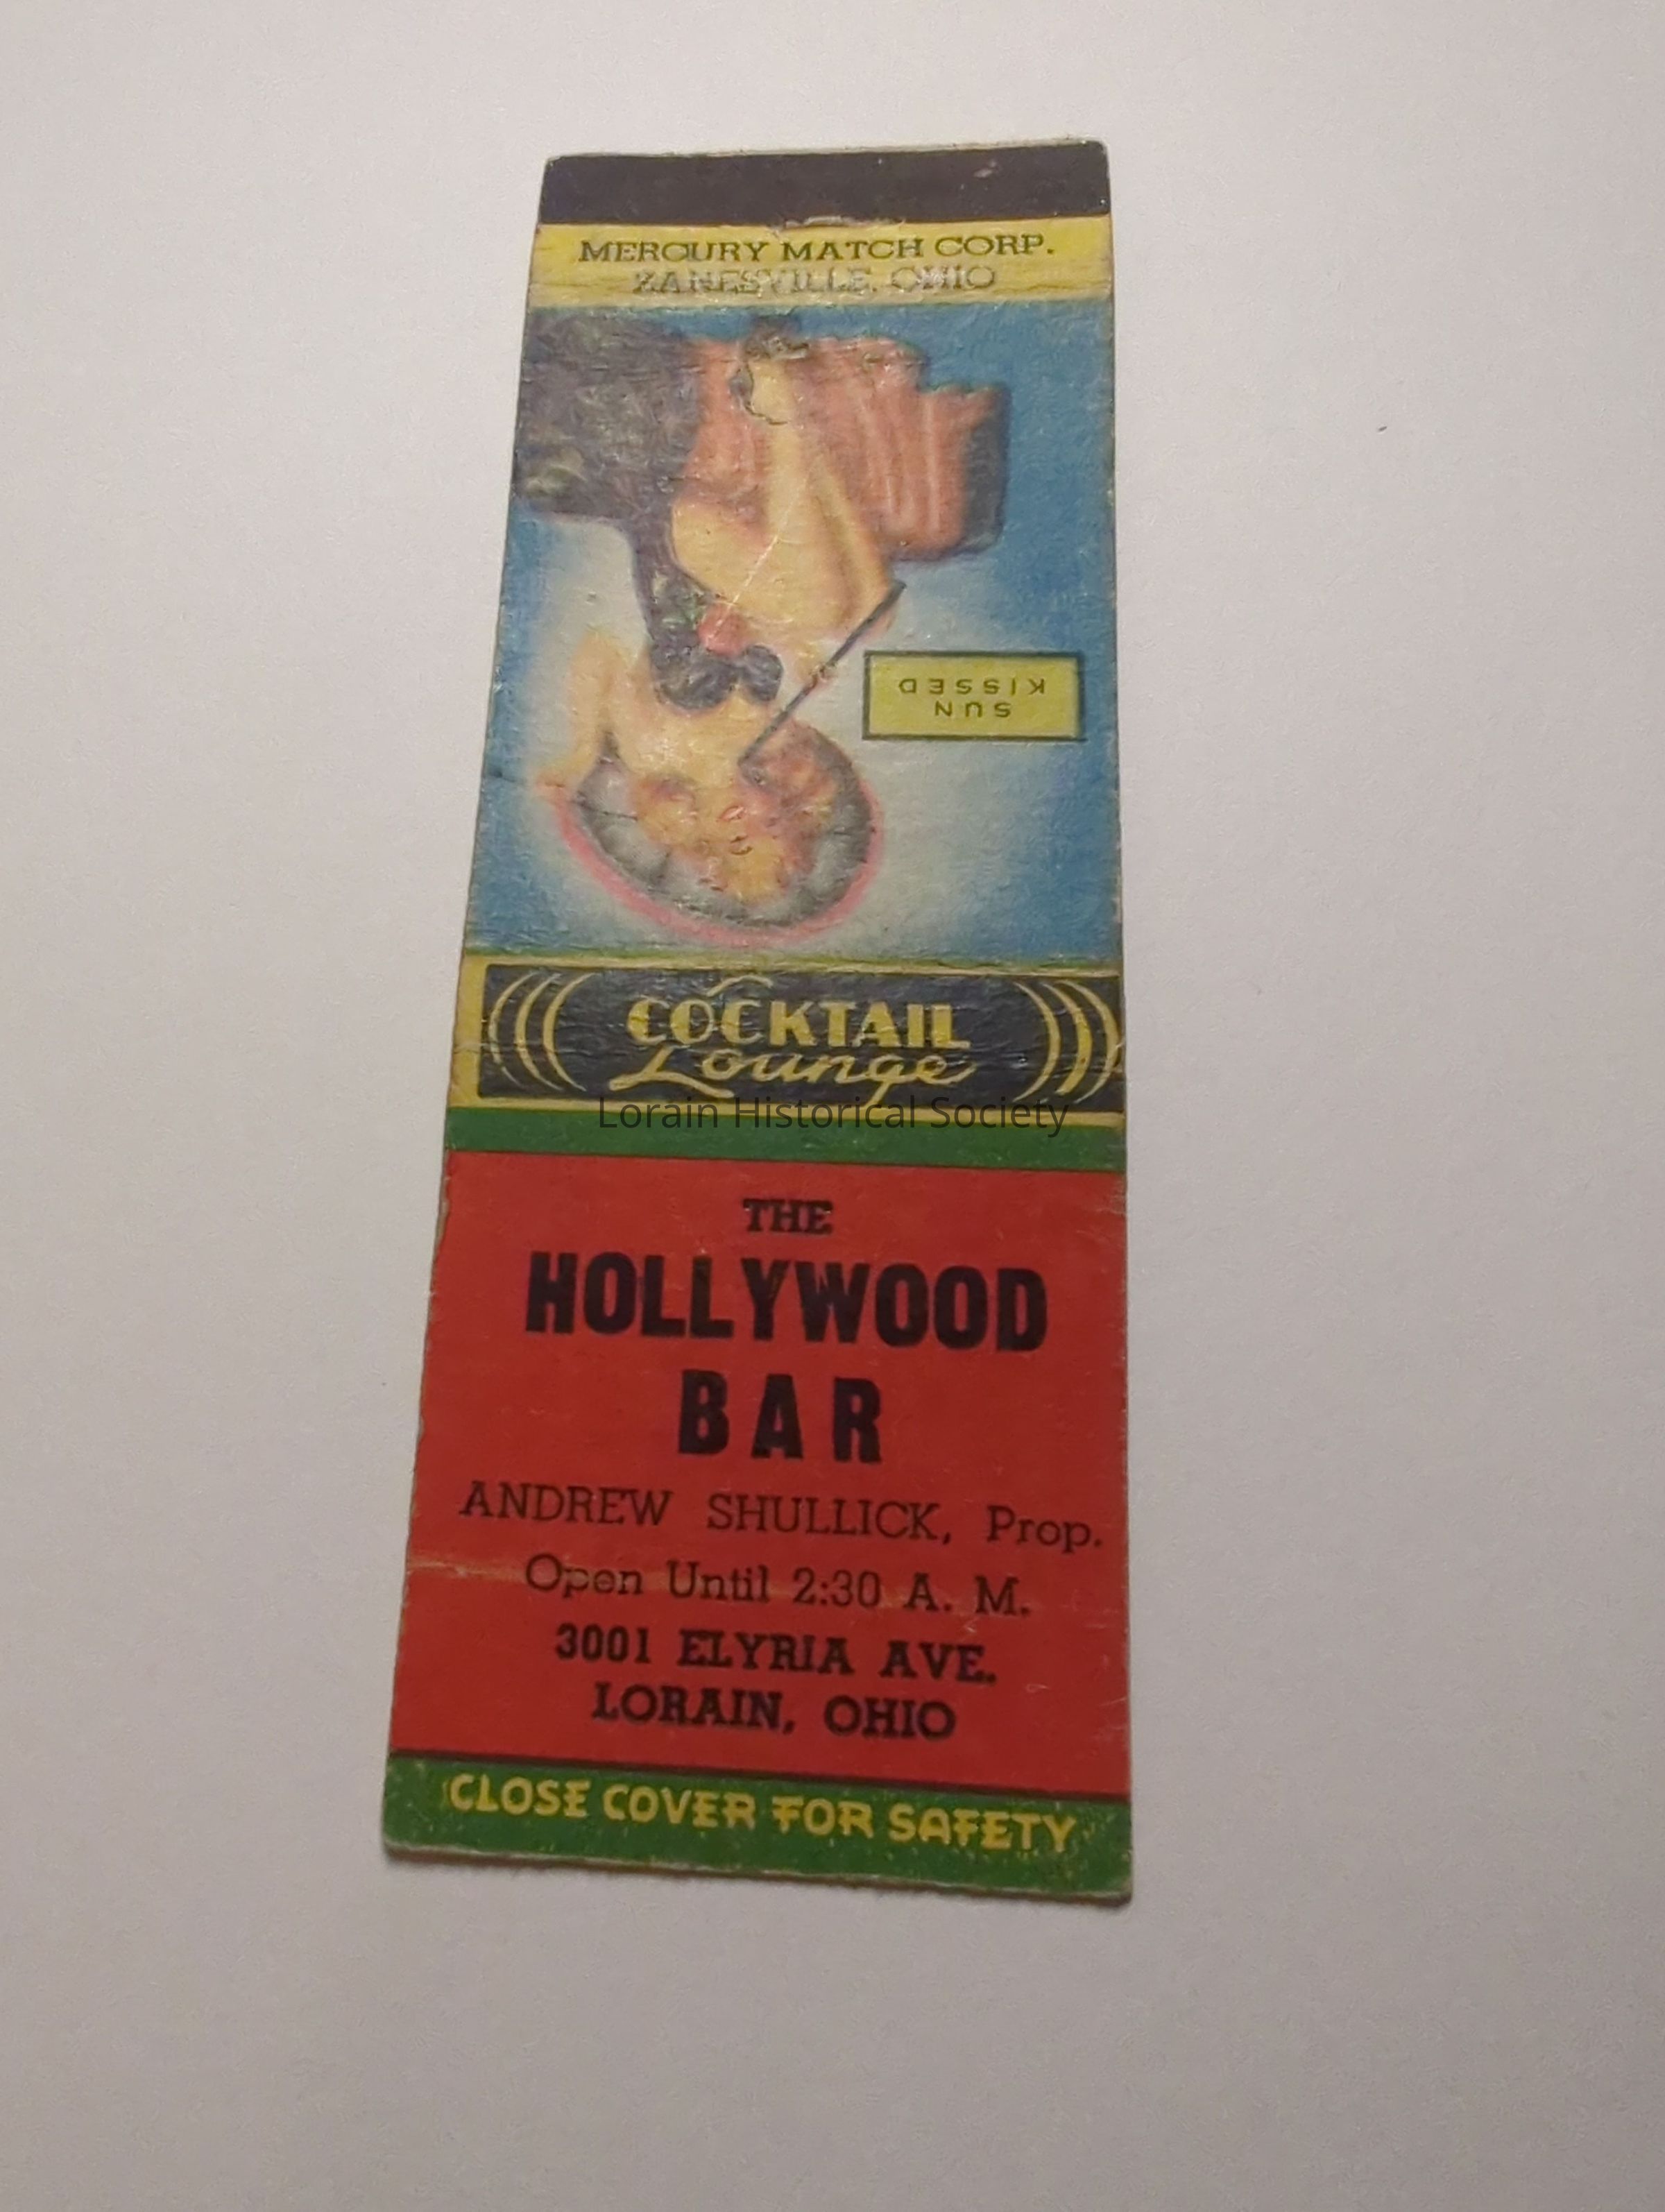 MERCURY MATCH CORP.
ZANESVILLE, OHIO
SUN
KISSED
COCKTAIL
Lounge
Lorain Historical Society
THE
HOLLYWOOD
BAR
ANDREW SHULLICK, Prop.
Open Until 2:30 A. M.
3001 ELYRIA AVE.
LORAIN, OHIO
CLOSE COVER FOR SAFETY